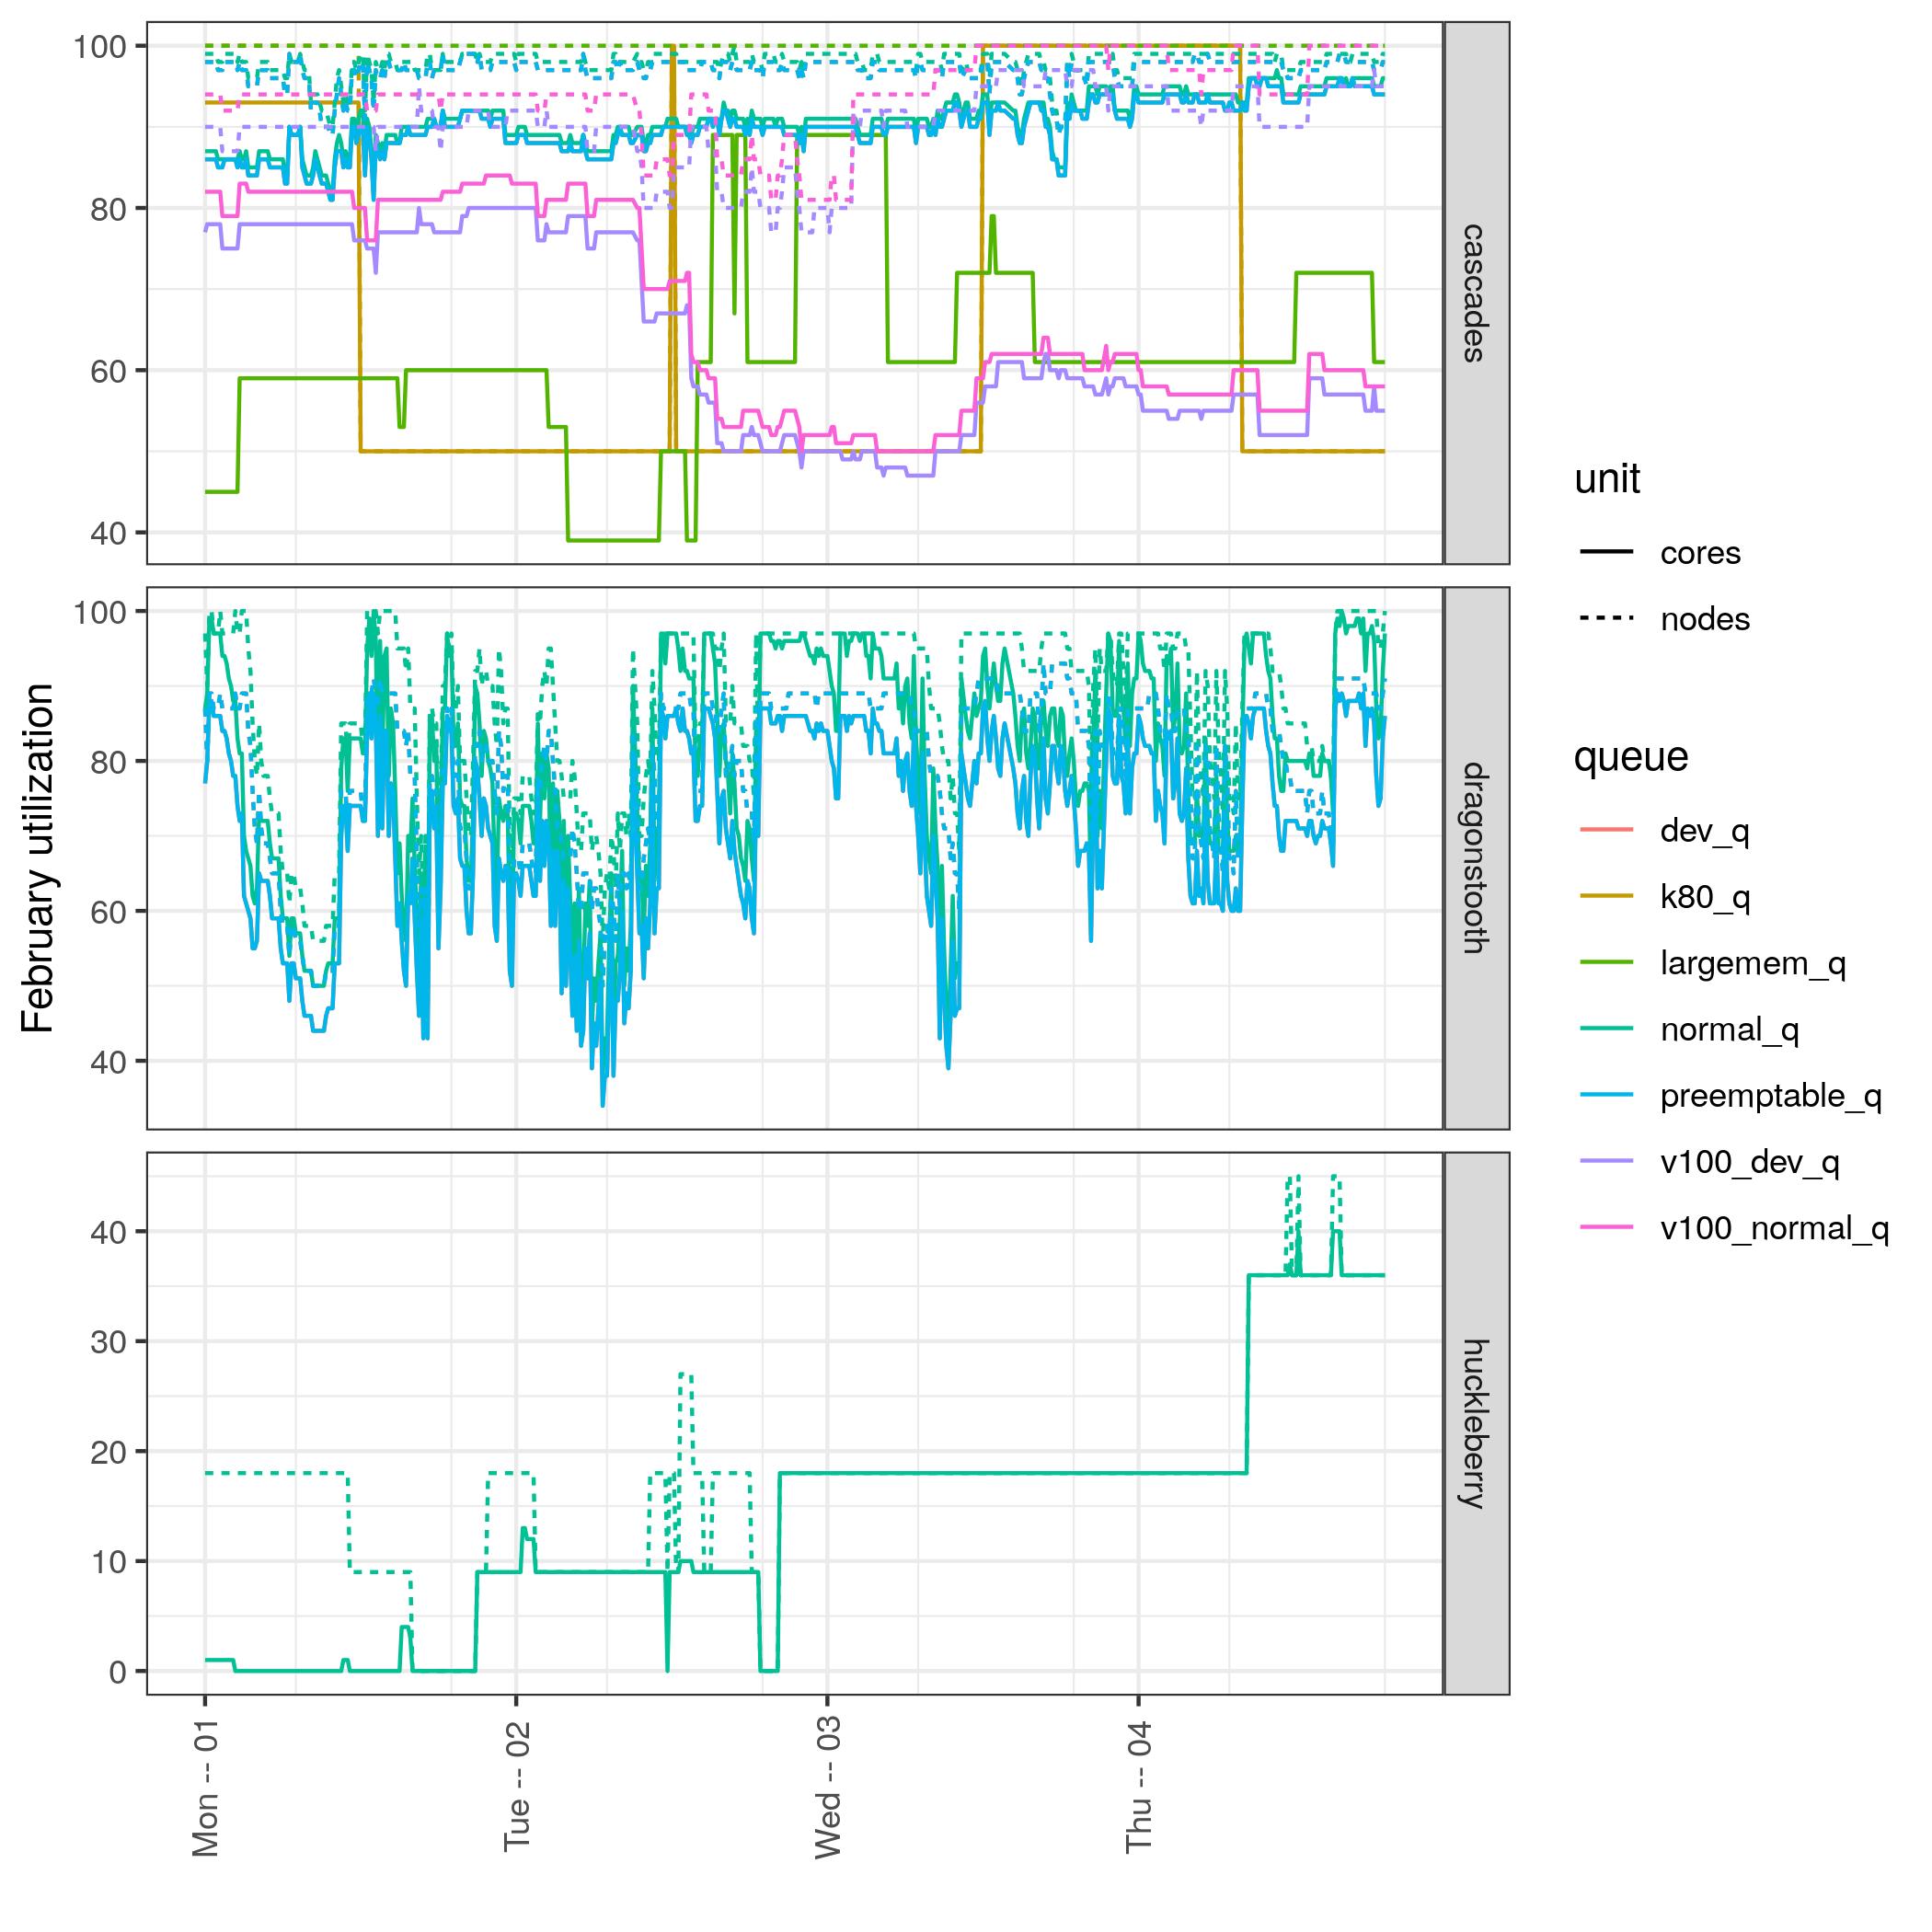 February utilization
100
80
60
40
cascades
100
80
60
40
dragonstooth
40
30
20
10
0
huckleberry
Mon -- 01
Tue -- 02
Wed -- 03
Thu -- 04
unit
cores
nodes
queue
dev_q
k80_q
largemem_q
normal_q
preemptable_q
v100_dev_q
v100_normal_q